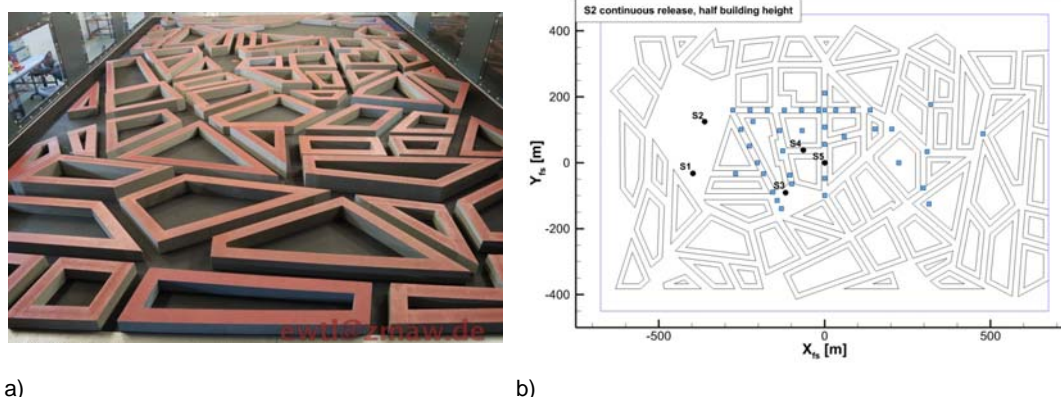 ewtl@zmaw.de
S2 continuous release, half building height
400
200
0
-200
-400
Y_fs [m]
S2
S1
S4
S5
S3
-500
0
500
X_fs [m]
a)
b)